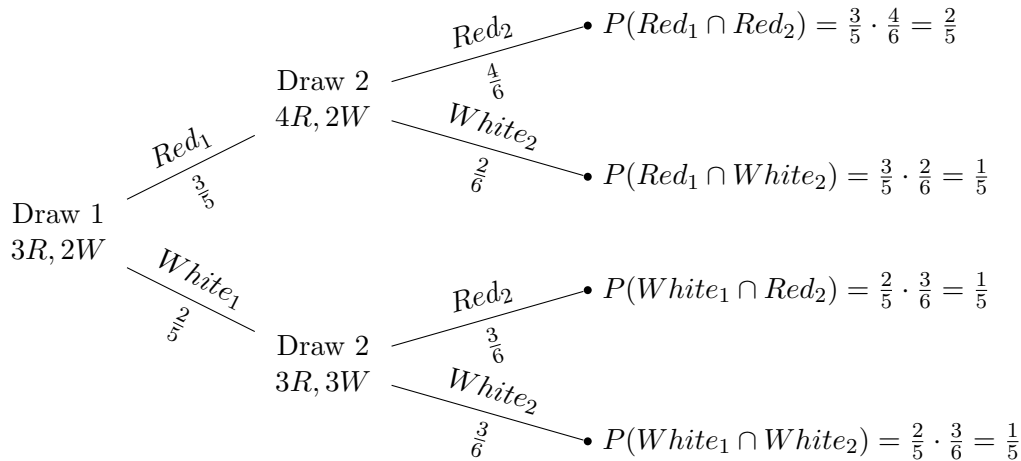 Red₂
4/6
P(Red₁ ∩ Red₂) = 3/5 · 4/6 = 2/5
Draw 2
4R, 2W
White₂
2/6
P(Red₁ ∩ White₂) = 3/5 · 2/6 = 1/5
Red₁
3/5
Draw 1
3R, 2W
White₁
2/5
Red₂
3/6
P(White₁ ∩ Red₂) = 2/5 · 3/6 = 1/5
Draw 2
3R, 3W
White₂
3/6
P(White₁ ∩ White₂) = 2/5 · 3/6 = 1/5